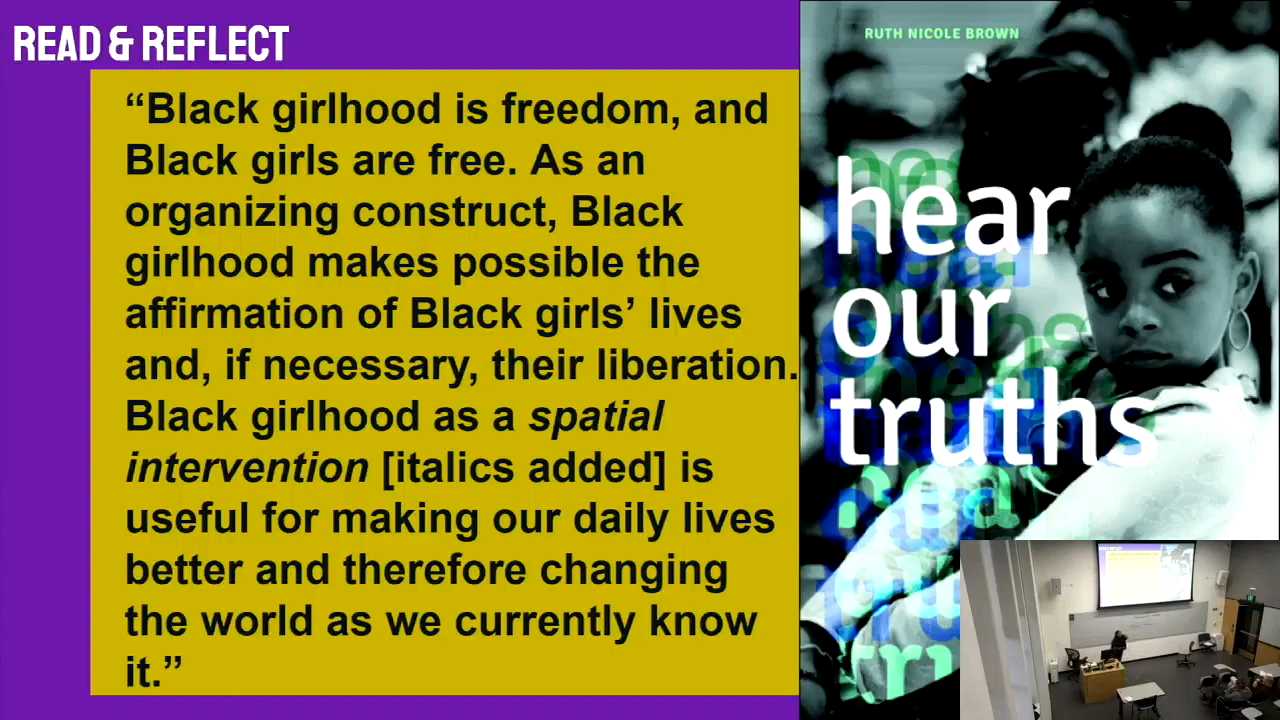 READ & REFLECT
“Black girlhood is freedom, and
Black girls are free. As an
organizing construct, Black
girlhood makes possible the
affirmation of Black girls’ lives
and, if necessary, their liberation.
Black girlhood as a spatial
intervention [italics added] is
useful for making our daily lives
better and therefore changing
the world as we currently know
it.”
RUTH NICOLE BROWN
hear
our
truths